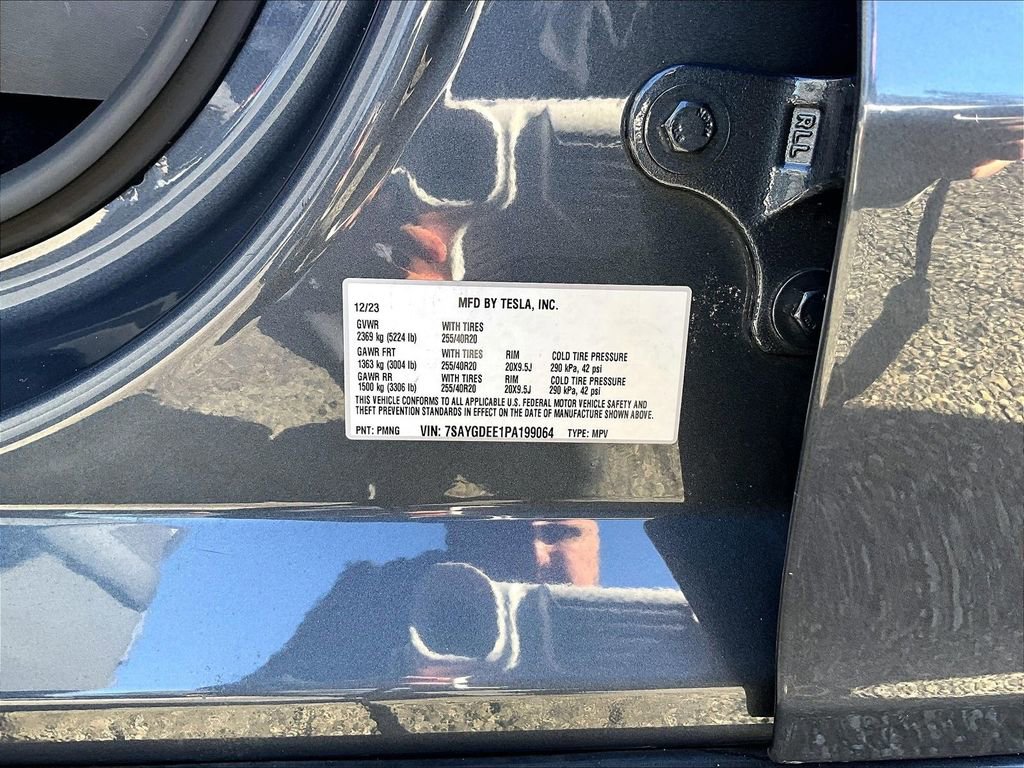 RLL
12/23 MFD BY TESLA, INC.
GVWR WITH TIRES
2369 kg (5224 lb) 255/40R20
GAWR FRT WITH TIRES RIM COLD TIRE PRESSURE
1363 kg (3004 lb) 255/40R20 20X9.5J 290 kPa, 42 psi
GAWR RR WITH TIRES RIM COLD TIRE PRESSURE
1500 kg (3306 lb) 255/40R20 20X9.5J 290 kPa, 42 psi
THIS VEHICLE CONFORMS TO ALL APPLICABLE U.S. FEDERAL MOTOR VEHICLE SAFETY AND
THEFT PREVENTION STANDARDS IN EFFECT ON THE DATE OF MANUFACTURE SHOWN ABOVE.
PNT: PMNG VIN: 7SAYGDEE1PA199064 TYPE: MPV